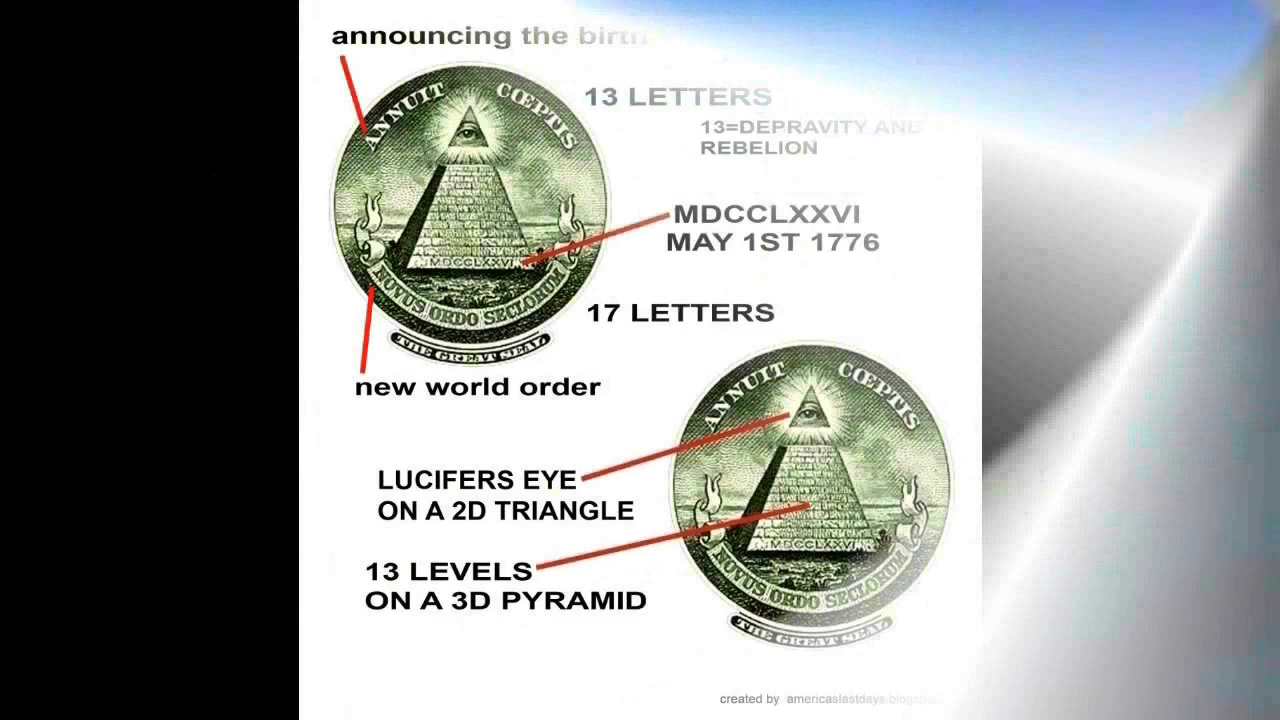 announcing the birth
ANNUIT CŒPTIS
13 LETTERS
13=DEPRAVITY AND
REBELION
MDCCLXXVI
MAY 1ST 1776
MDCCLXXVI
NOVUS ORDO SECLORUM
17 LETTERS
THE GREAT SEAL
new world order
ANNUIT CŒPTIS
LUCIFERS EYE
ON A 2D TRIANGLE
MDCCLXXVI
13 LEVELS
ON A 3D PYRAMID
NOVUS ORDO SECLORUM
THE GREAT SEAL
created by americaslastdays.blogspot